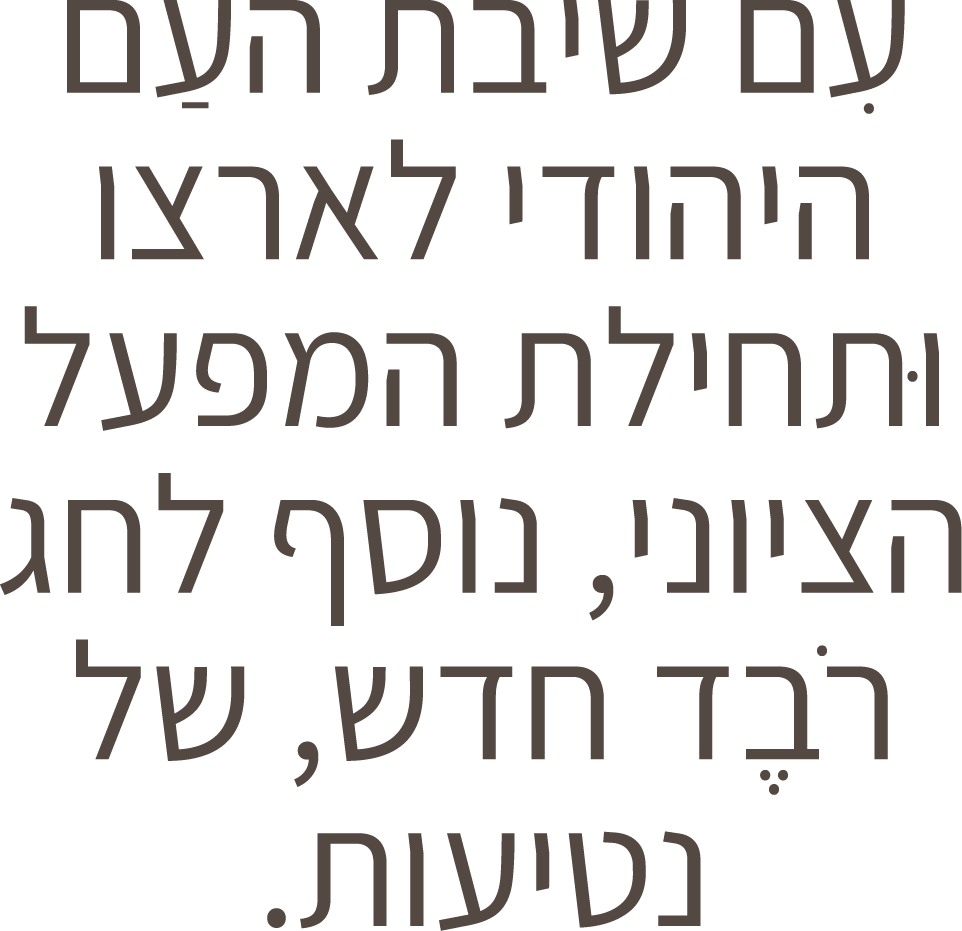 עִם שיבת העַם
היהודי לארצו
וּתחילת המפעל
הציוני, נוסף לחג
רֹבֶד חדש, של
נטיעות.